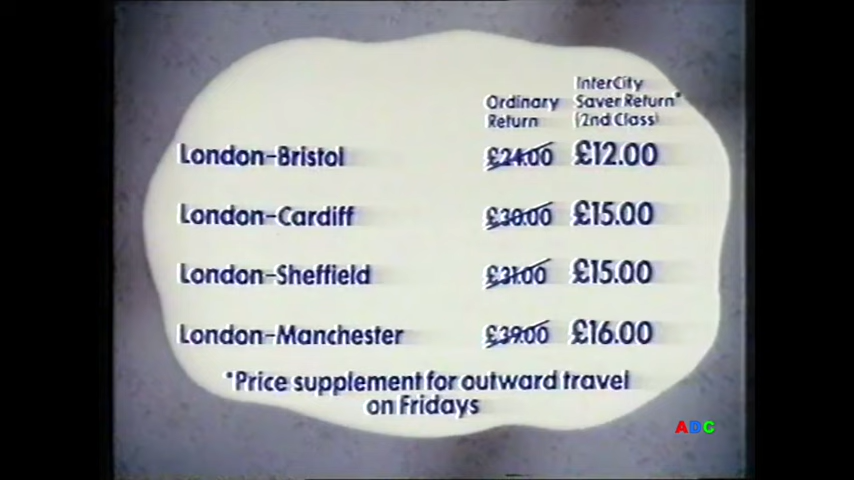 Ordinary Return
InterCity Saver Return* (2nd Class)
London-Bristol £24.00 £12.00
London-Cardiff £30.00 £15.00
London-Sheffield £31.00 £15.00
London-Manchester £39.00 £16.00
*Price supplement for outward travel
on Fridays
ADC